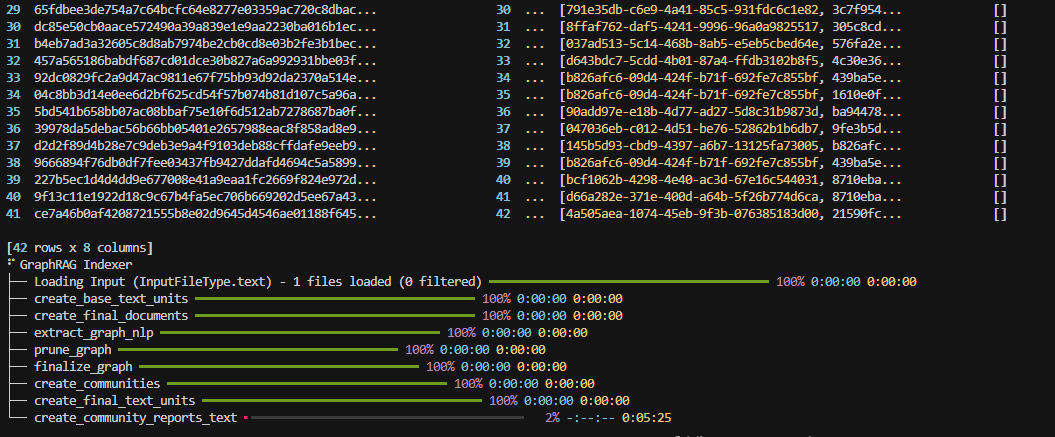 29 65fdbee3de754a7c64bcfc64e8277e03359ac720c8dbac... 30 ... [791e35db-c6e9-4a41-85c5-931fdc6c1e82, 3c7f954... []
30 dc85e50cb0aace572490a39a839e1e9aa2230ba016b1ec... 31 ... [8ffaf762-daf5-4241-9996-96a0a9825517, 305c8cd... []
31 b4eb7ad3a32605c8d8ab7974be2cb0cd8e03b2fe3b1bec... 32 ... [037ad513-5c14-468b-8ab5-e5eb5cbed64e, 576fa2e... []
32 457a565186babdf687cd01dce30b827a6a992931bbe03f... 33 ... [d643bdc7-5cdd-4b01-87a4-ffdb3102b8f5, 4c30e36... []
33 92dc0829fc2a9d47ac9811e67f75bb93d92da2370a514e... 34 ... [b826afc6-09d4-424f-b71f-692fe7c855bf, 439ba5e... []
34 04c8bb3d14e0ee6d2bf625cd54f57b074b81d107c5a96a... 35 ... [b826afc6-09d4-424f-b71f-692fe7c855bf, 1610e0f... []
35 5bd541b658bb07ac08bbaf75e10f6d512ab7278687ba0f... 36 ... [90add97e-e18b-4d77-ad27-5d8c31b9873d, ba94478... []
36 39978da5debac56b66bb05401e2657988eac8f858ad8e9... 37 ... [047036eb-c012-4d51-be76-52862b1b6db7, 9fe3b5d... []
37 d2d2f89d4b28e7c9deb3e9a4f9103deb88cffdafe9eeb9... 38 ... [145b5d93-cbd9-4397-a6b7-13125fa73005, b826afc... []
38 9666894f76db0df7fee03437fb9427ddafd4694c5a5899... 39 ... [b826afc6-09d4-424f-b71f-692fe7c855bf, 439ba5e... []
39 227b5ec1d4d4dd9e677008e41a9eaa1fc2669f824e972d... 40 ... [bcf1062b-4298-4e40-ac3d-67e16c544031, 8710eba... []
40 9f13c11e1922d18c9c67b4fa5ec706b669202d5ee67a43... 41 ... [d66a282e-371e-400d-a64b-5f26b774d6ca, 8710eba... []
41 ce7a46b0af4208721555b8e02d9645d4546ae01188f645... 42 ... [4a505aea-1074-45eb-9f3b-076385183d00, 21590fc... []
[42 rows x 8 columns]
GraphRAG Indexer
Loading Input (InputFileType.text) - 1 files loaded (0 filtered) 100% 0:00:00 0:00:00
create_base_text_units 100% 0:00:00 0:00:00
create_final_documents 100% 0:00:00 0:00:00
extract_graph_nlp 100% 0:00:00 0:00:00
prune_graph 100% 0:00:00 0:00:00
finalize_graph 100% 0:00:00 0:00:00
create_communities 100% 0:00:00 0:00:00
create_final_text_units 100% 0:00:00 0:00:00
create_community_reports_text 2% -:--:-- 0:05:25